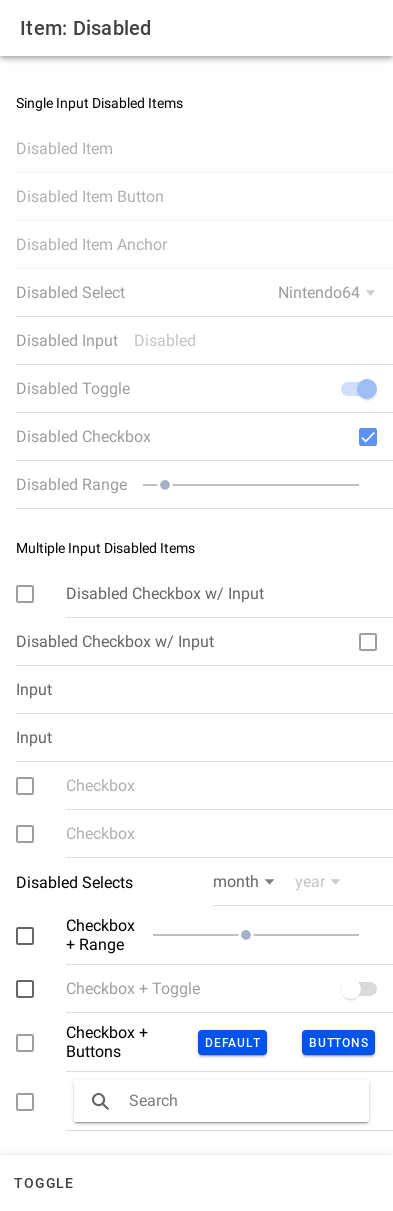 Item: Disabled
Single Input Disabled Items
Disabled Item
Disabled Item Button
Disabled Item Anchor
Disabled Select Nintendo64
Disabled Input Disabled
Disabled Toggle
Disabled Checkbox
Disabled Range
Multiple Input Disabled Items
Disabled Checkbox w/ Input
Disabled Checkbox w/ Input
Input
Input
Checkbox
Checkbox
Disabled Selects month year
Checkbox
+ Range
Checkbox + Toggle
Checkbox +
Buttons
DEFAULT BUTTONS
Search
TOGGLE